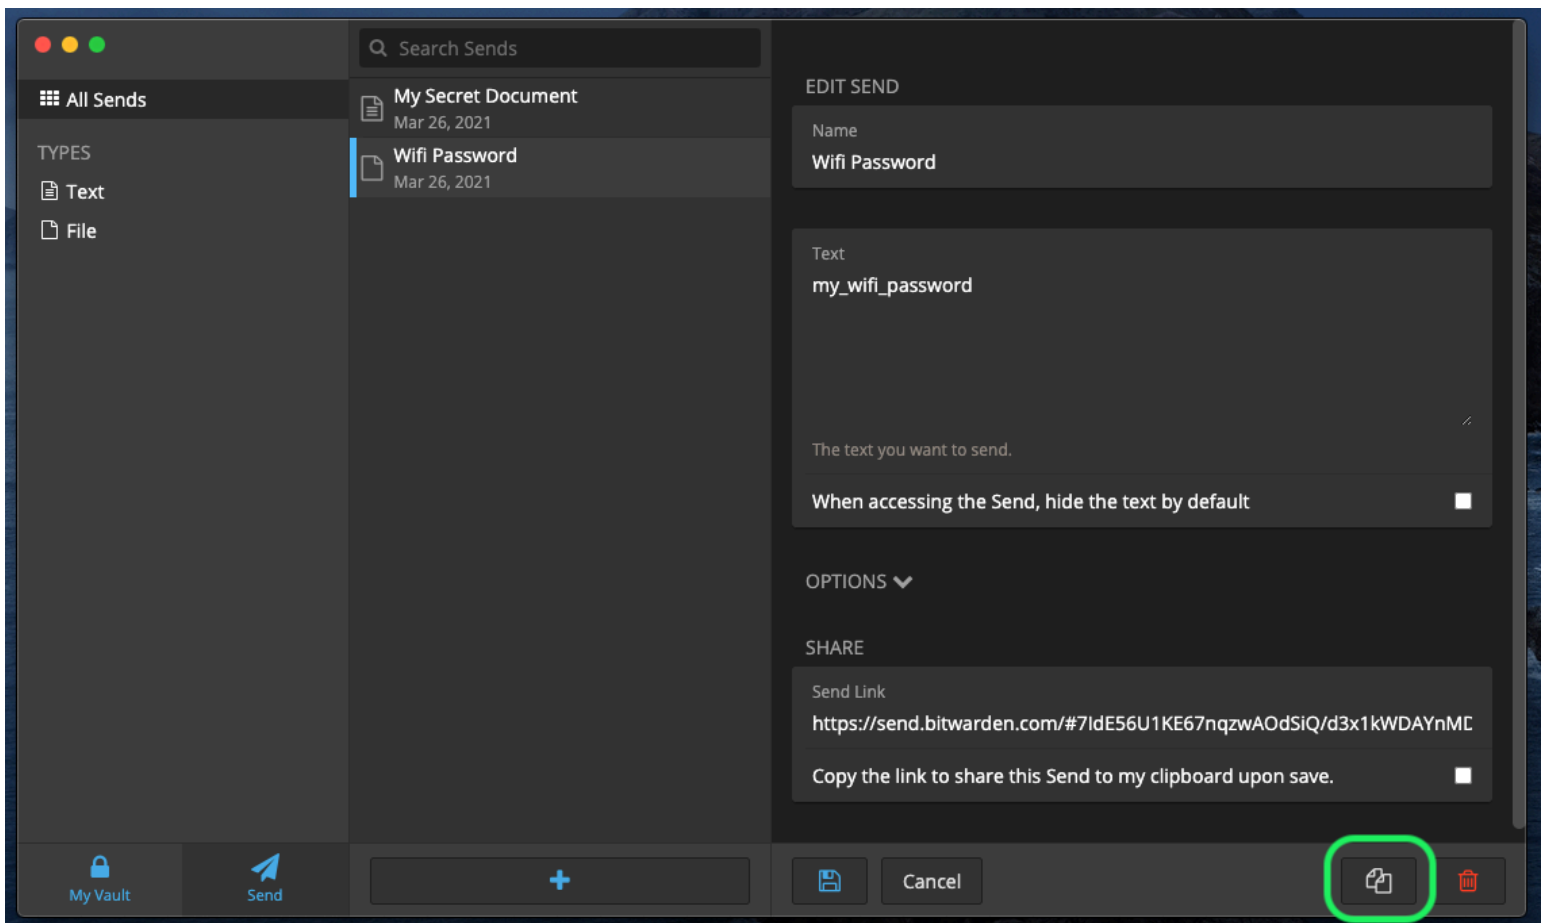 All Sends
TYPES
Text
File
My Vault
Send
Search Sends
My Secret Document
Mar 26, 2021
Wifi Password
Mar 26, 2021
EDIT SEND
Name
Wifi Password
Text
my_wifi_password
The text you want to send.
When accessing the Send, hide the text by default
OPTIONS
SHARE
Send Link
https://send.bitwarden.com/#7IdE56U1KE67nqzwAOdSiQ/d3x1kWDAYnMD
Copy the link to share this Send to my clipboard upon save.
Cancel